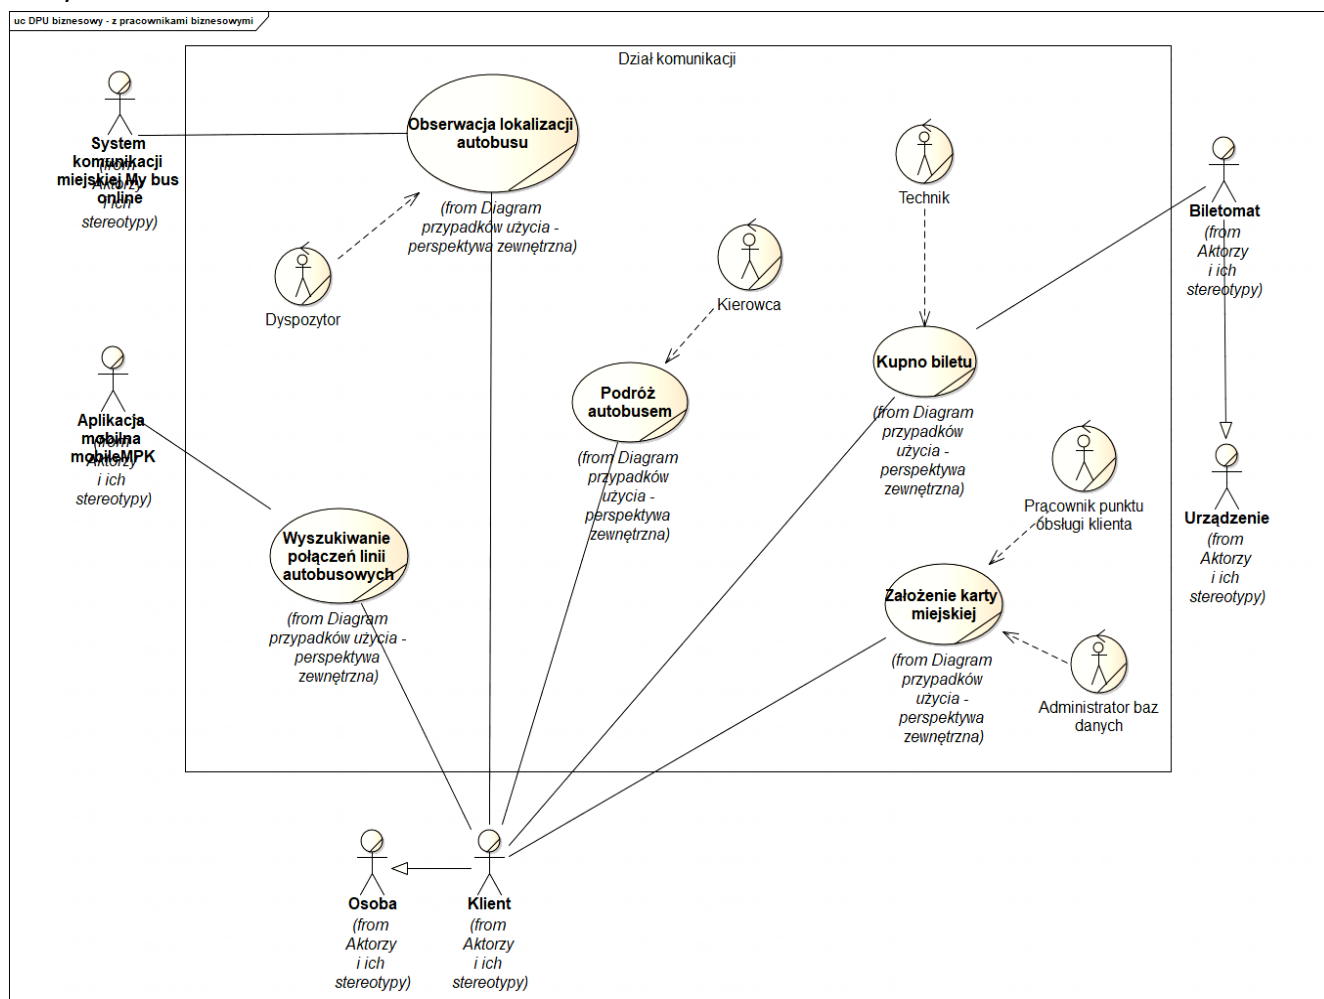 uc DPU biznesowy - z pracownikami biznesowymi
Dział komunikacji
System
komunikacji
miejskiej My bus
online
(from
Aktorzy
i ich
stereotypy)
Obserwacja lokalizacji
autobusu
(from Diagram
przypadków użycia -
perspektywa zewnętrzna)
Dyspozytor
Technik
Kierowca
Biletomat
(from
Aktorzy
i ich
stereotypy)
Aplikacja
mobilna
mobileMPK
(from
Aktorzy
i ich
stereotypy)
Podróż
autobusem
(from Diagram
przypadków
użycia -
perspektywa
zewnętrzna)
Kupno biletu
(from Diagram
przypadków
użycia -
perspektywa
zewnętrzna)
Pracownik punktu
obsługi klienta
Urządzenie
(from
Aktorzy
i ich
stereotypy)
Wyszukiwanie
połączeń linii
autobusowych
(from Diagram
przypadków użycia -
perspektywa
zewnętrzna)
Założenie karty
miejskiej
(from Diagram
przypadków
użycia -
perspektywa
zewnętrzna)
Administrator baz
danych
Osoba
(from
Aktorzy
i ich
stereotypy)
Klient
(from
Aktorzy
i ich
stereotypy)